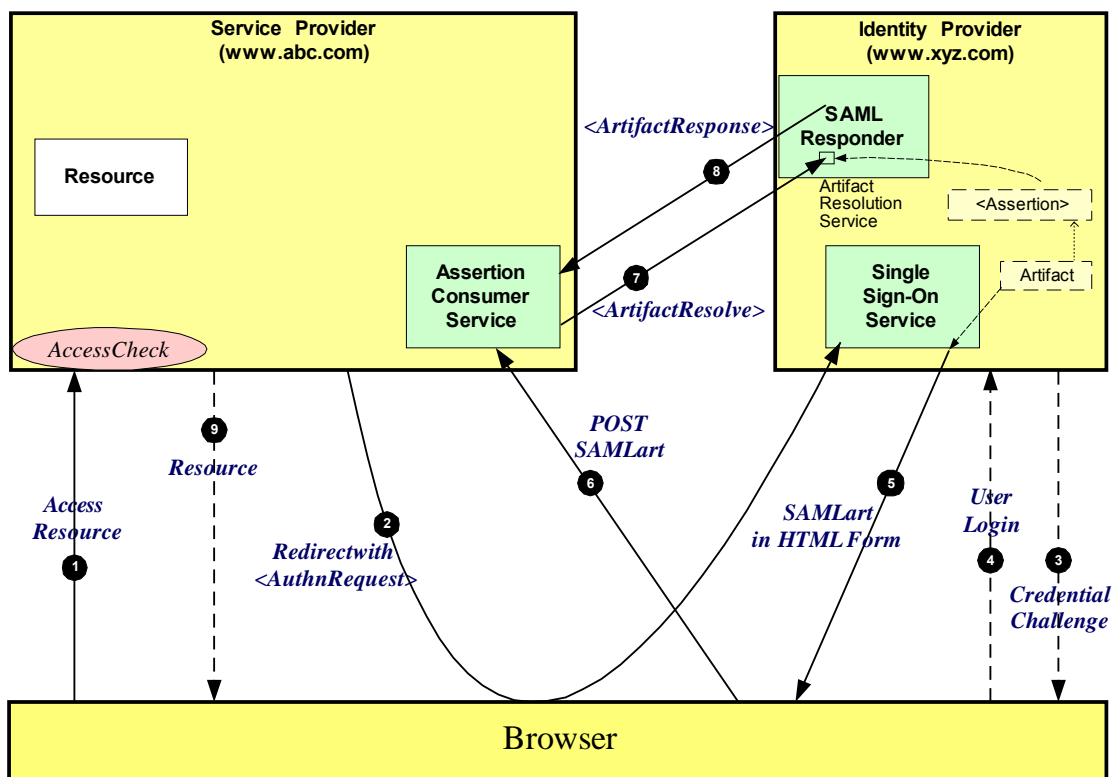 Service Provider
(www.abc.com)
Identity Provider
(www.xyz.com)
<ArtifactResponse>
SAML
Responder
8
Resource
Artifact
Resolution
Service
<Assertion>
Assertion
Consumer
Service
7
<ArtifactResolve>
Single
Sign-On
Service
Artifact
AccessCheck
9
Resource
POST
SAMLart
6
5
Access
Resource
1
2
Redirectwith
<AuthnRequest>
SAMLart
in HTML Form
User
Login
4
3
Credential
Challenge
Browser